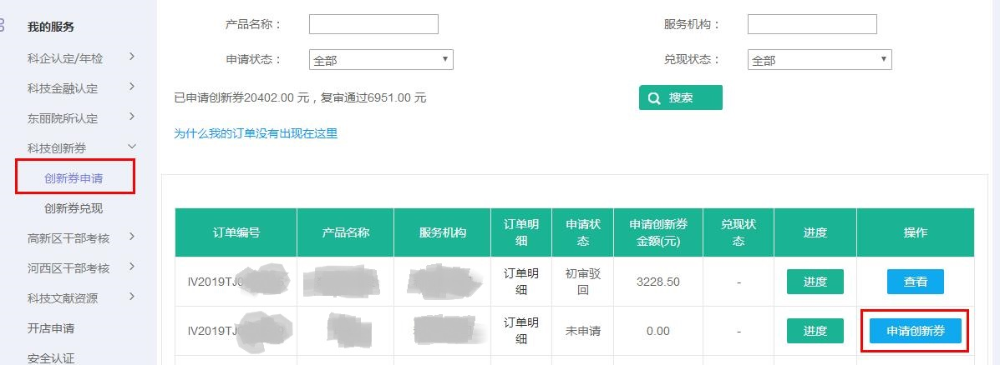 我的服务
科企认定/年检
科技金融认定
东丽院所认定
科技创新券
创新券申请
创新券兑现
高新区干部考核
河西区干部考核
科技文献资源
开店申请
安全认证
产品名称：
服务机构：
申请状态： 全部
兑现状态： 全部
已申请创新券20402.00 元，复审通过6951.00 元
搜索
为什么我的订单没有出现在这里
订单编号 产品名称 服务机构 订单明细 申请状态 申请创新券金额(元) 兑现状态 进度 操作
IV2019TJ 订单明细 初审驳回 3228.50 - 进度 查看
IV2019TJ 订单明细 未申请 0.00 - 进度 申请创新券